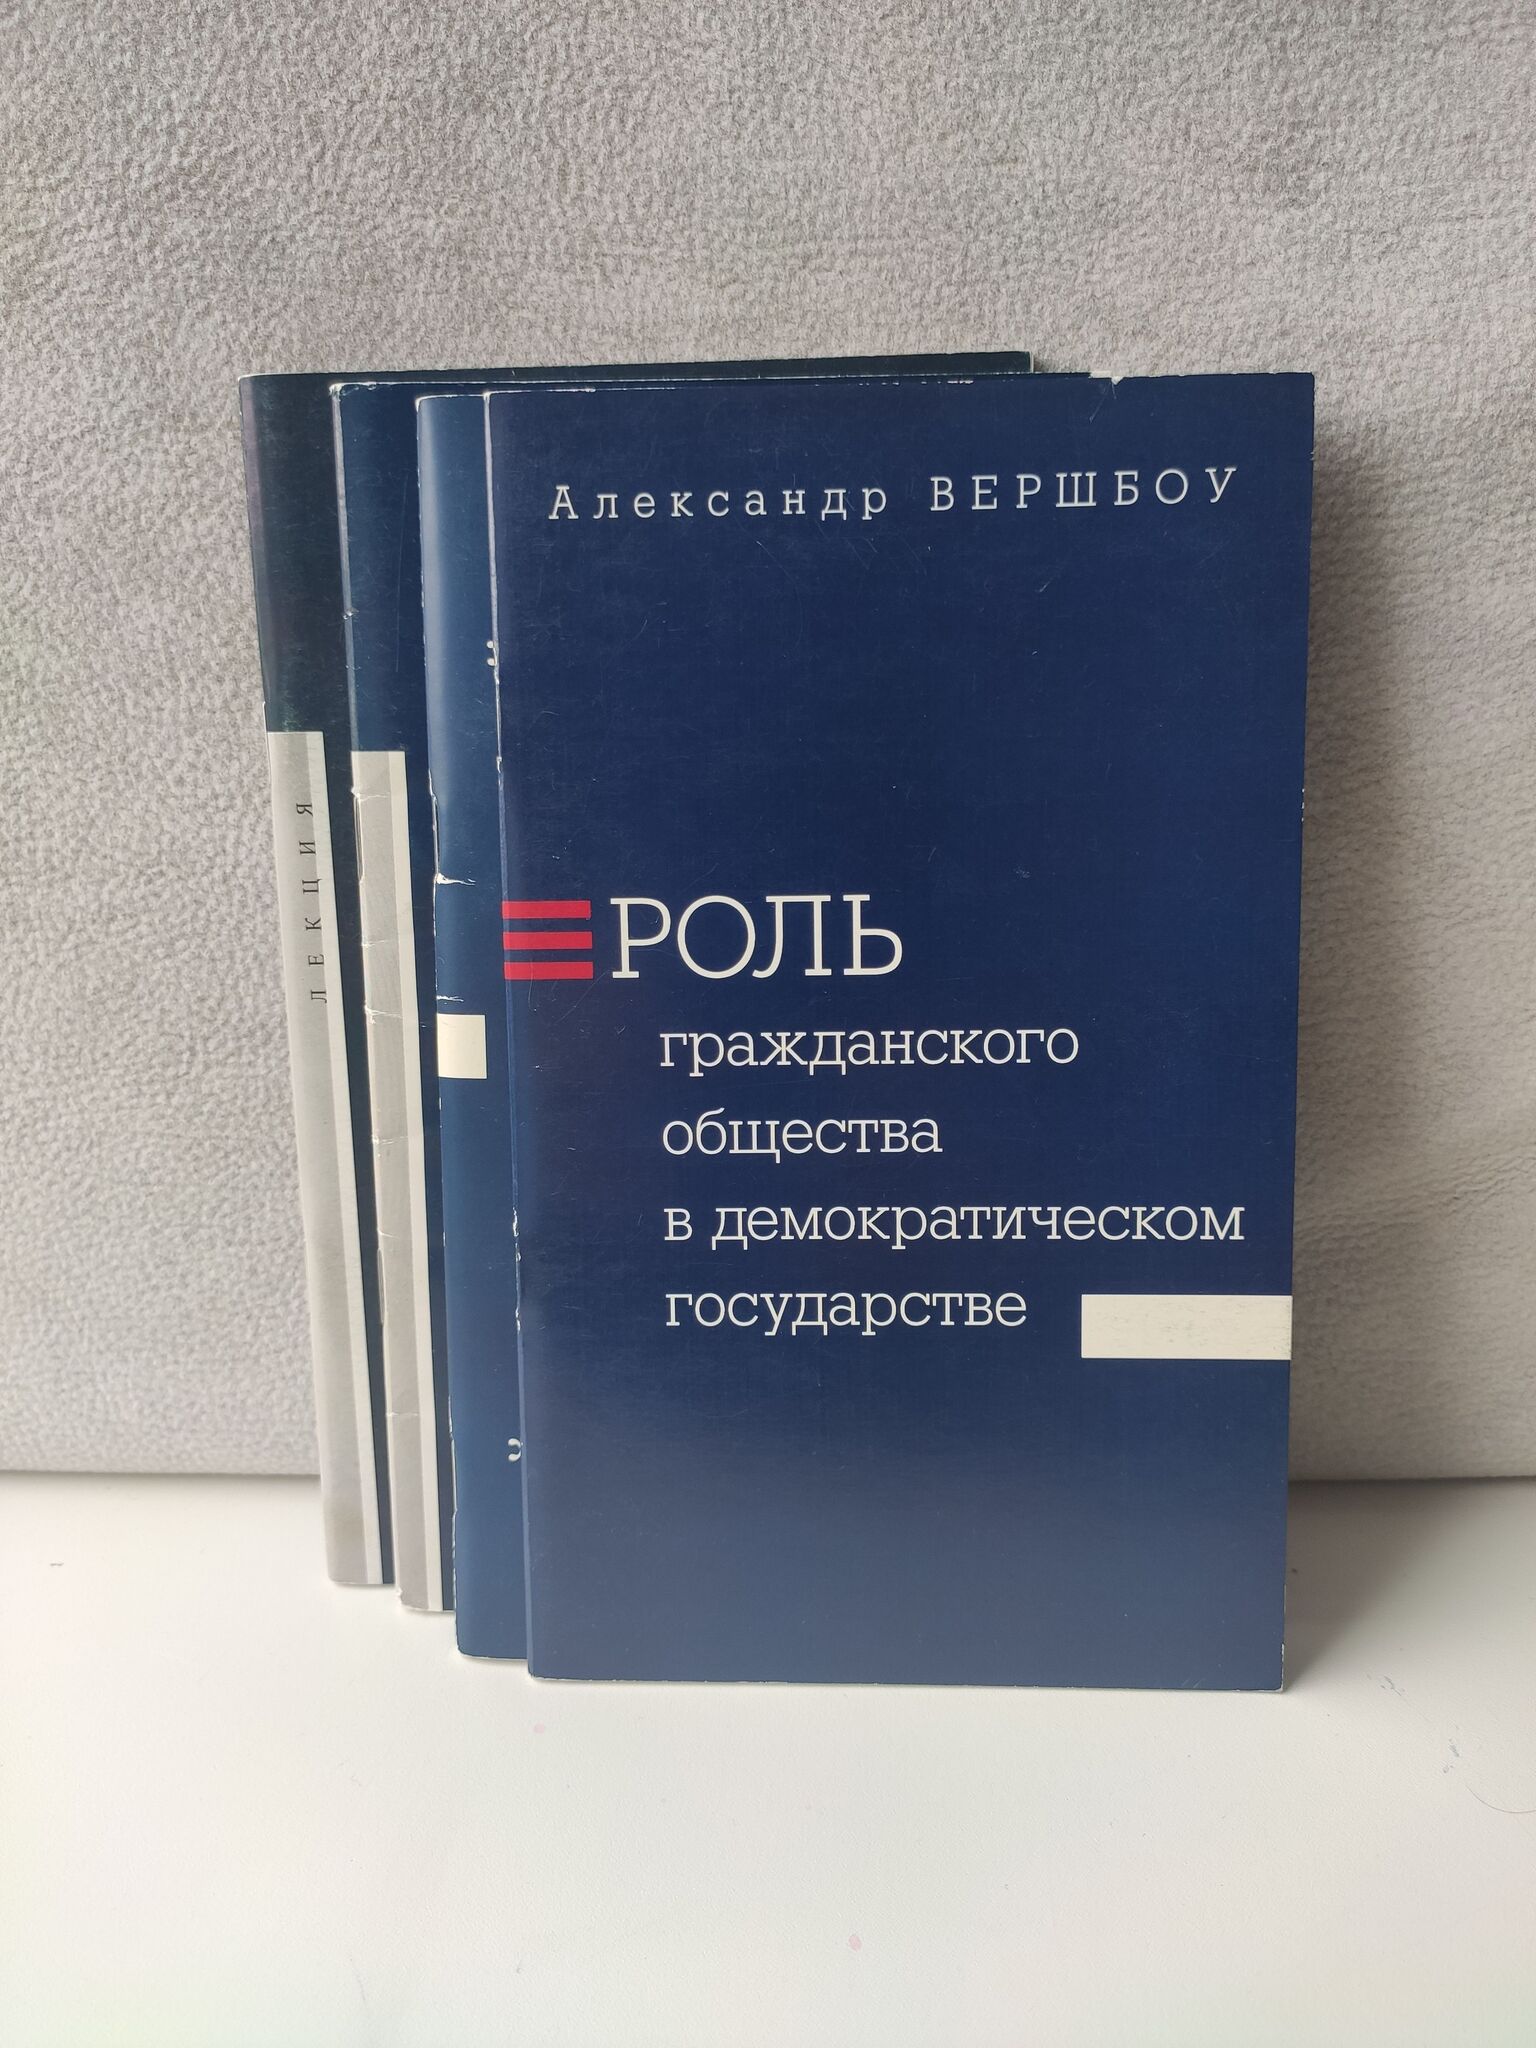 Александр ВЕРШБОУ
РОЛЬ
гражданского
общества
в демократическом
государстве
ЛЕКЦИЯ